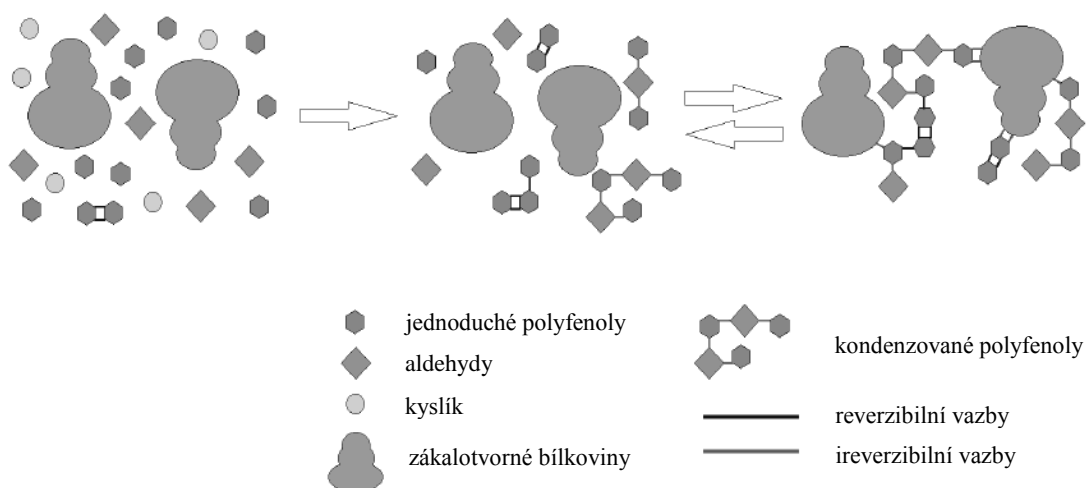 jednoduché polyfenoly
aldehydy
kyslík
zákalotvorné bílkoviny
kondenzované polyfenoly
reverzibilní vazby
ireverzibilní vazby